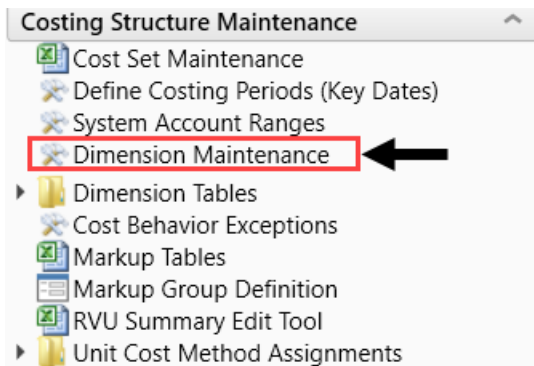 Costing Structure Maintenance
Cost Set Maintenance
Define Costing Periods (Key Dates)
System Account Ranges
Dimension Maintenance
Dimension Tables
Cost Behavior Exceptions
Markup Tables
Markup Group Definition
RVU Summary Edit Tool
Unit Cost Method Assignments